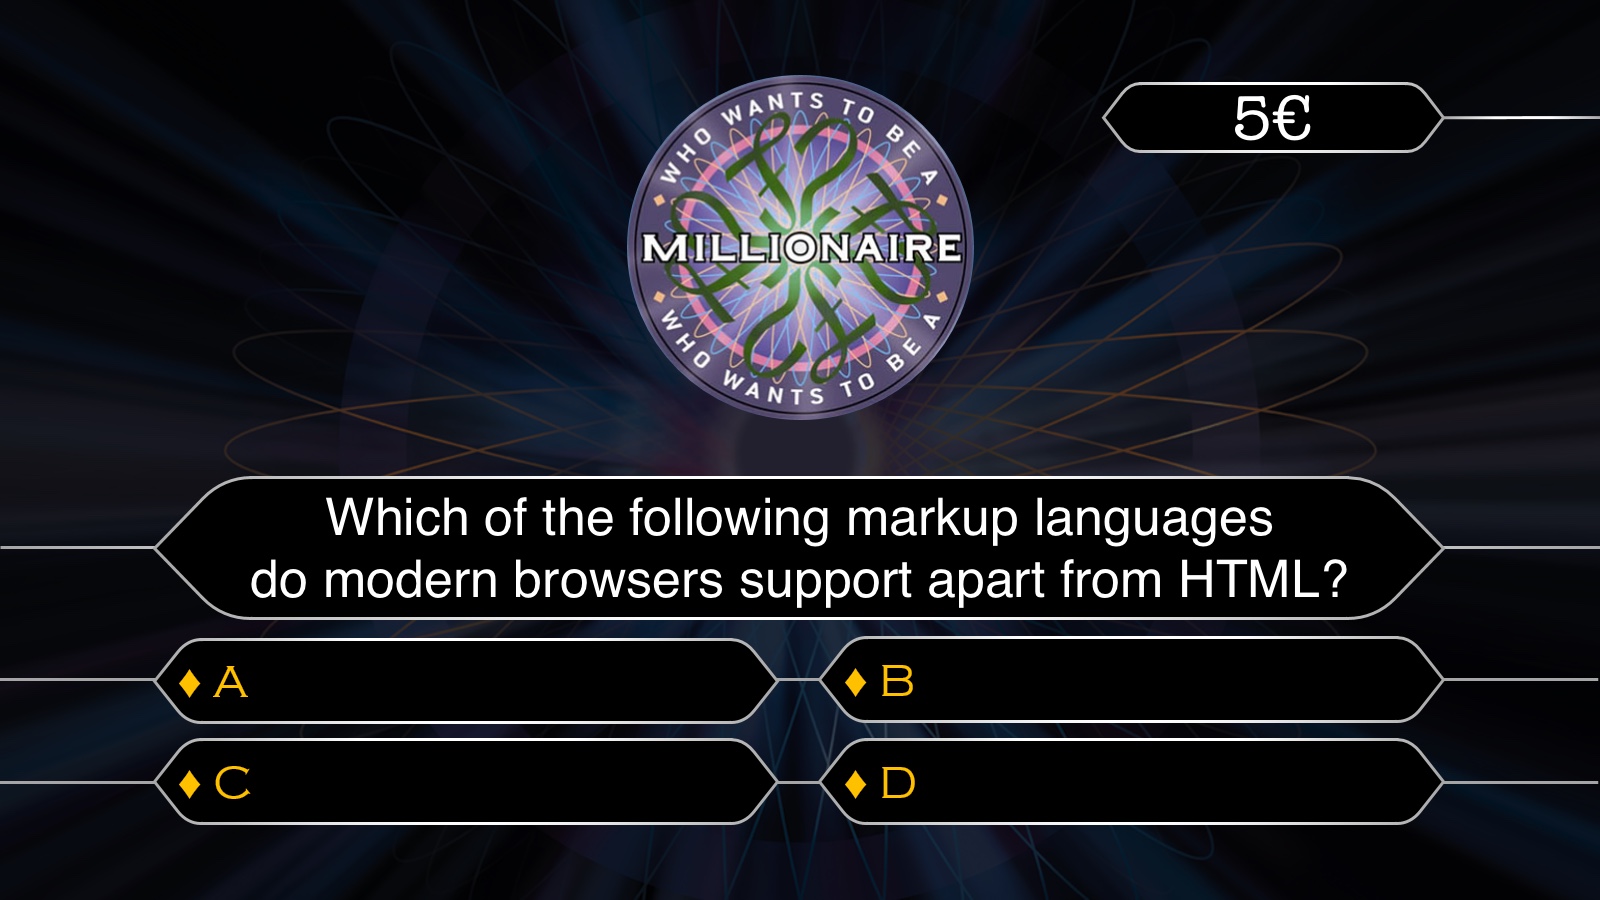 WHO WANTS TO BE A
MILLIONAIRE
WHO WANTS TO BE A
5€
Which of the following markup languages
do modern browsers support apart from HTML?
♦ A
♦ B
♦ C
♦ D